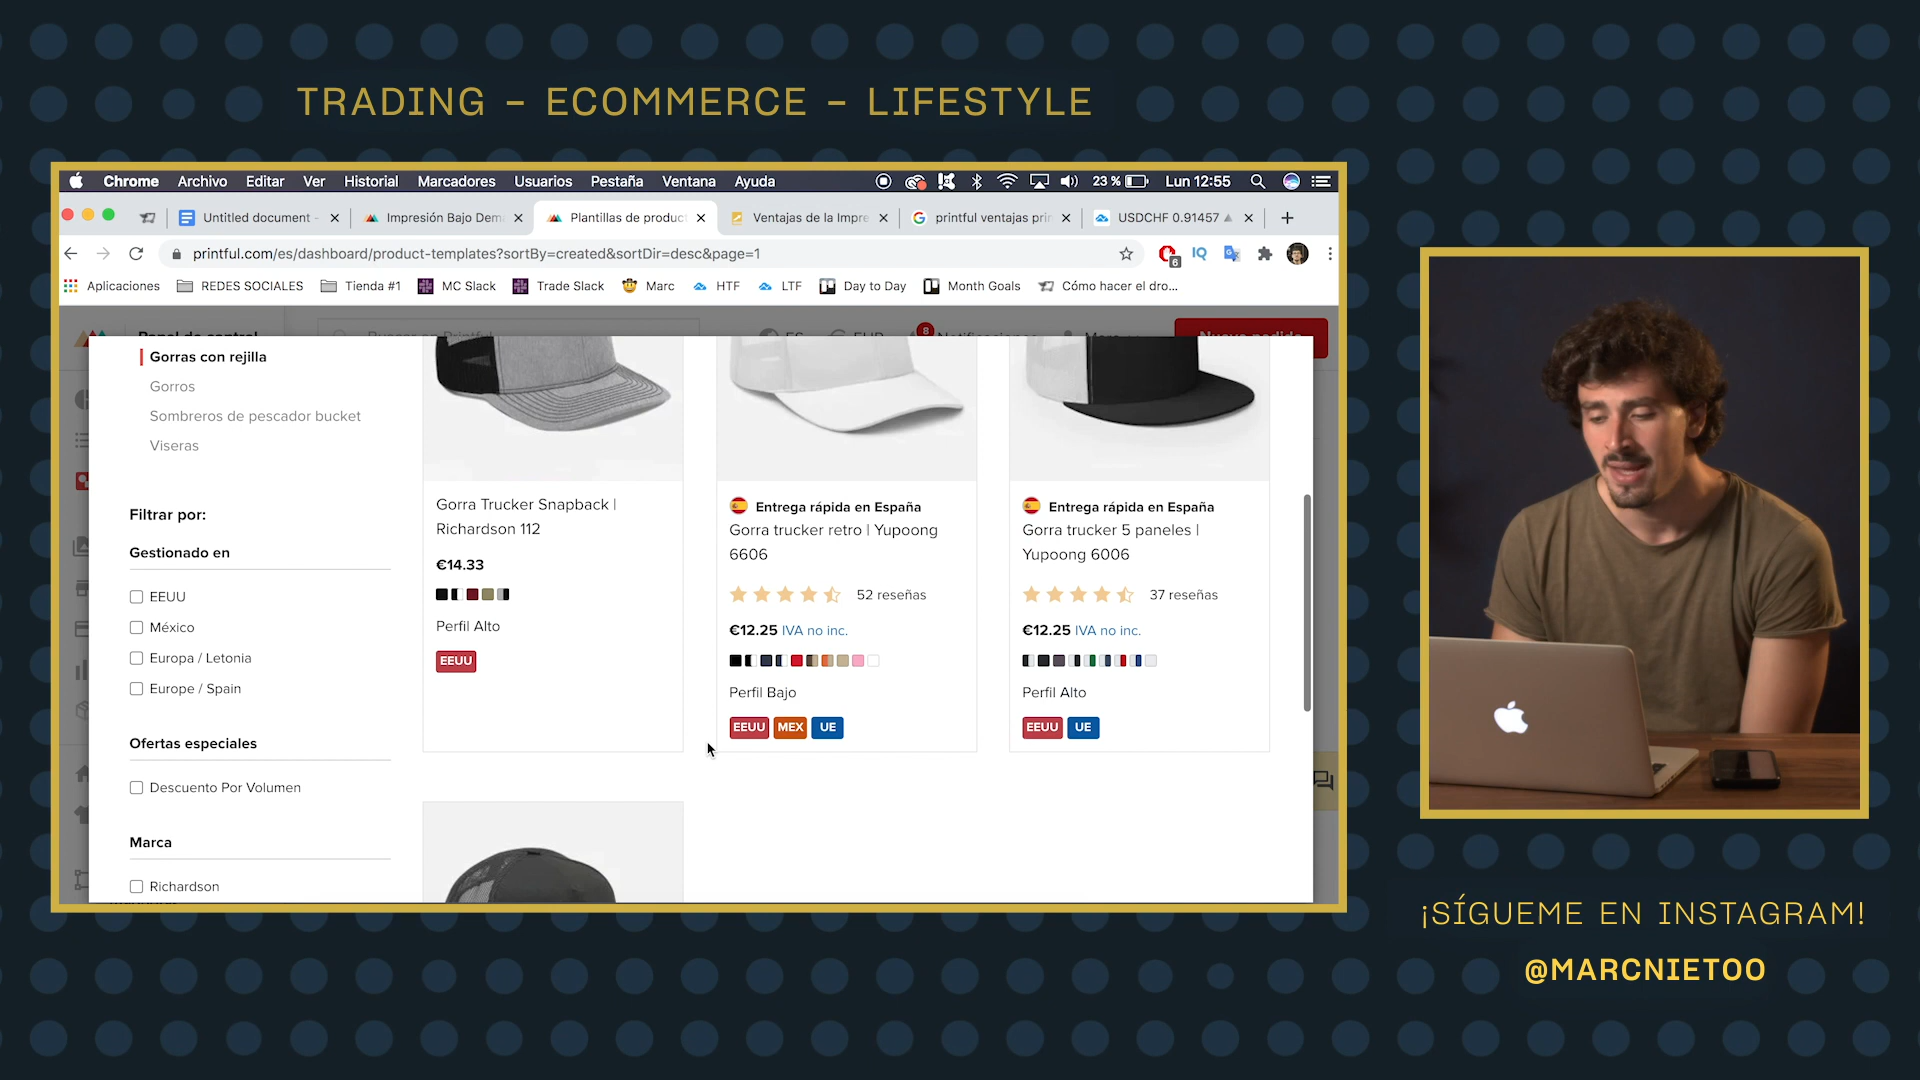 TRADING - ECOMMERCE - LIFESTYLE
Chrome Archivo Editar Ver Historial Marcadores Usuarios Pestaña Ventana Ayuda 23 % Lun 12:55
Untitled document - Impresión Bajo Dem Plantillas de produc Ventajas de la Impre printful ventajas prin USDCHF 0.91457
printful.com/es/dashboard/product-templates?sortBy=created&sortDir=desc&page=1 6 IQ
Aplicaciones REDES SOCIALES Tienda #1 MC Slack Trade Slack Marc HTF LTF Day to Day Month Goals Cómo hacer el dro...
8
Gorras con rejilla
Gorros
Sombreros de pescador bucket
Viseras
Filtrar por:
Gestionado en
EEUU
México
Europa / Letonia
Europe / Spain
Ofertas especiales
Descuento Por Volumen
Marca
Richardson
Gorra Trucker Snapback |
Richardson 112
€14.33
Perfil Alto
EEUU
Entrega rápida en España
Gorra trucker retro | Yupoong
6606
52 reseñas
€12.25 IVA no inc.
Perfil Bajo
EEUU MEX UE
Entrega rápida en España
Gorra trucker 5 paneles |
Yupoong 6006
37 reseñas
€12.25 IVA no inc.
Perfil Alto
EEUU UE
¡SÍGUEME EN INSTAGRAM!
@MARCNIETOO